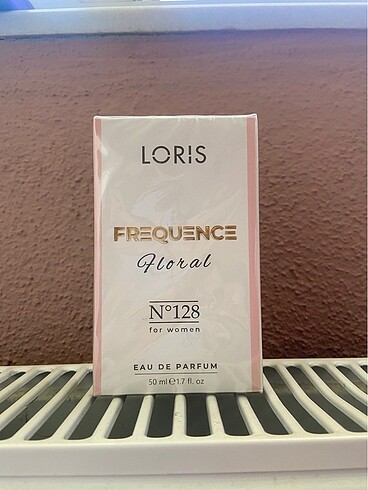 LORIS
FREQUENCE
Floral
N°128
for women
EAU DE PARFUM
50 ml ℮ 1.7 fl. oz